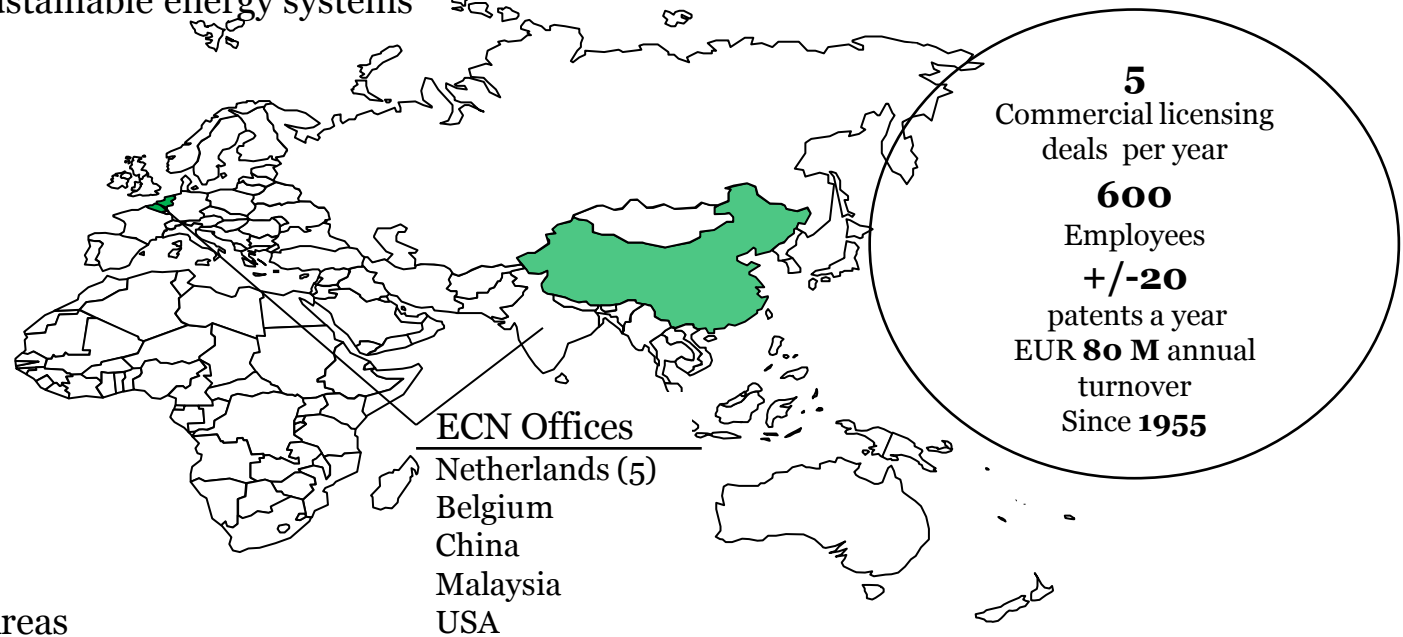 stainable energy systems
5
Commercial licensing
deals per year
600
Employees
+/-20
patents a year
EUR 80 M annual
turnover
Since 1955
ECN Offices
Netherlands (5)
Belgium
China
Malaysia
USA
reas